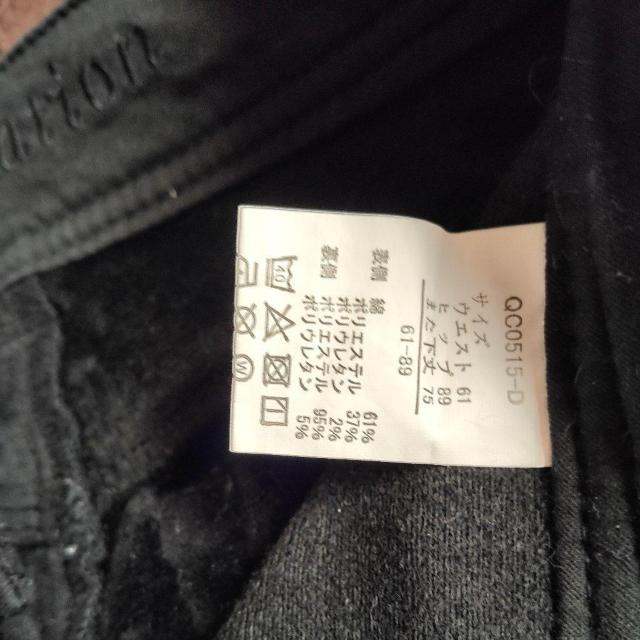 ation
QC0515-D
サイズ
ウエスト 61
ヒップ 89
また下丈 75
61-89
表側 綿 61%
ポリエステル 37%
ポリウレタン 2%
裏側 ポリエステル 95%
ポリウレタン 5%
W